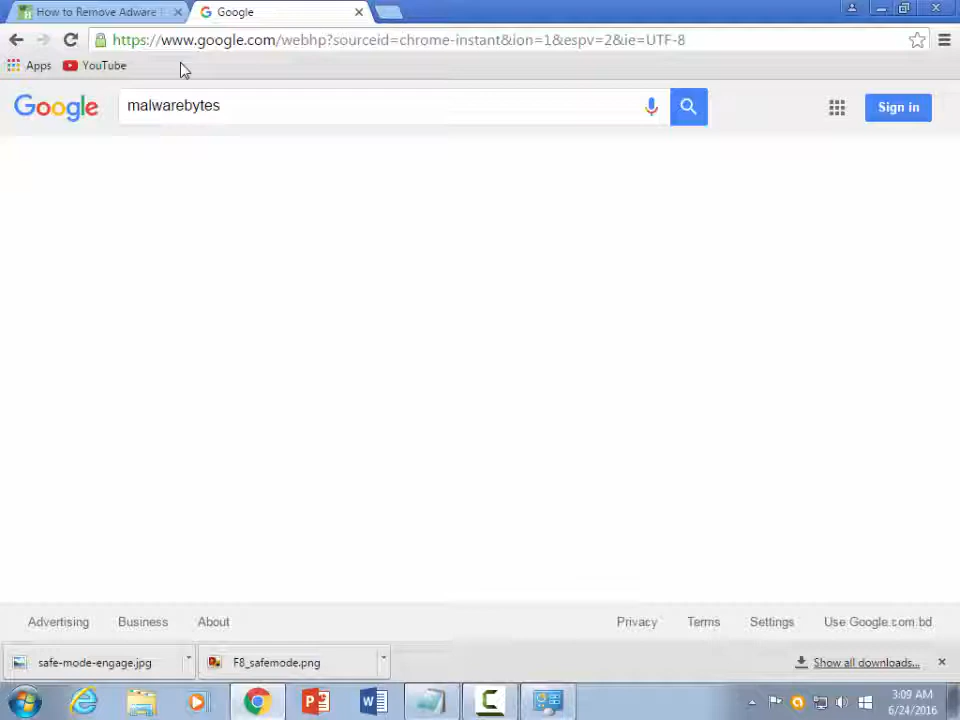 How to Remove Adware
Google
https://www.google.com/webhp?sourceid=chrome-instant&ion=1&espv=2&ie=UTF-8
Apps YouTube
Google malwarebytes Sign in
Advertising Business About Privacy Terms Settings Use Google.com.bd
safe-mode-engage.jpg F8_safemode.png Show all downloads...
3:09 AM
6/24/2016